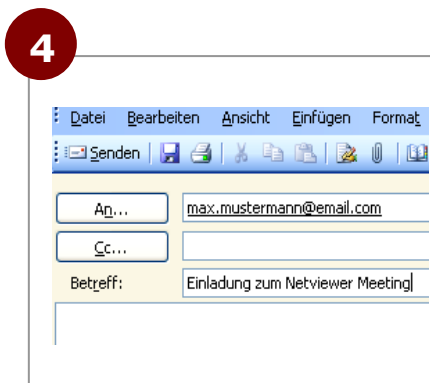 4
Datei Bearbeiten Ansicht Einfügen Format
Senden
An... max.mustermann@email.com
Cc...
Betreff: Einladung zum Netviewer Meeting